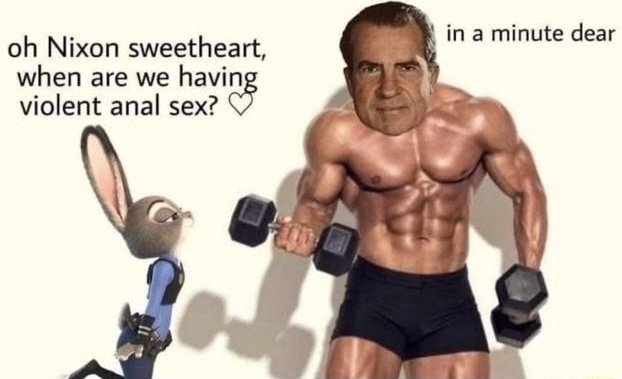 oh Nixon sweetheart,
when are we having
violent anal sex? ♡
in a minute dear